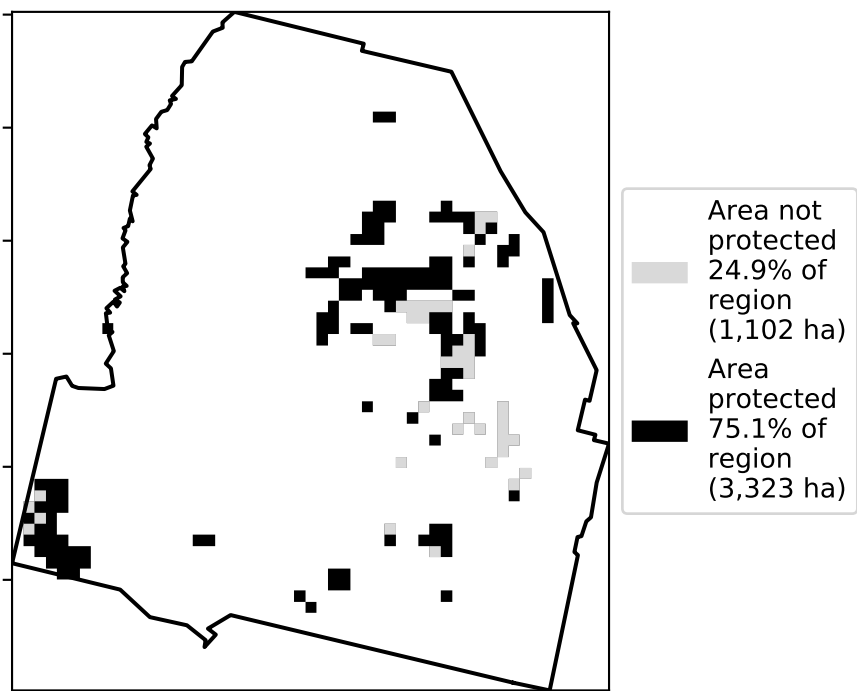 Area not
protected
24.9% of
region
(1,102 ha)
Area
protected
75.1% of
region
(3,323 ha)